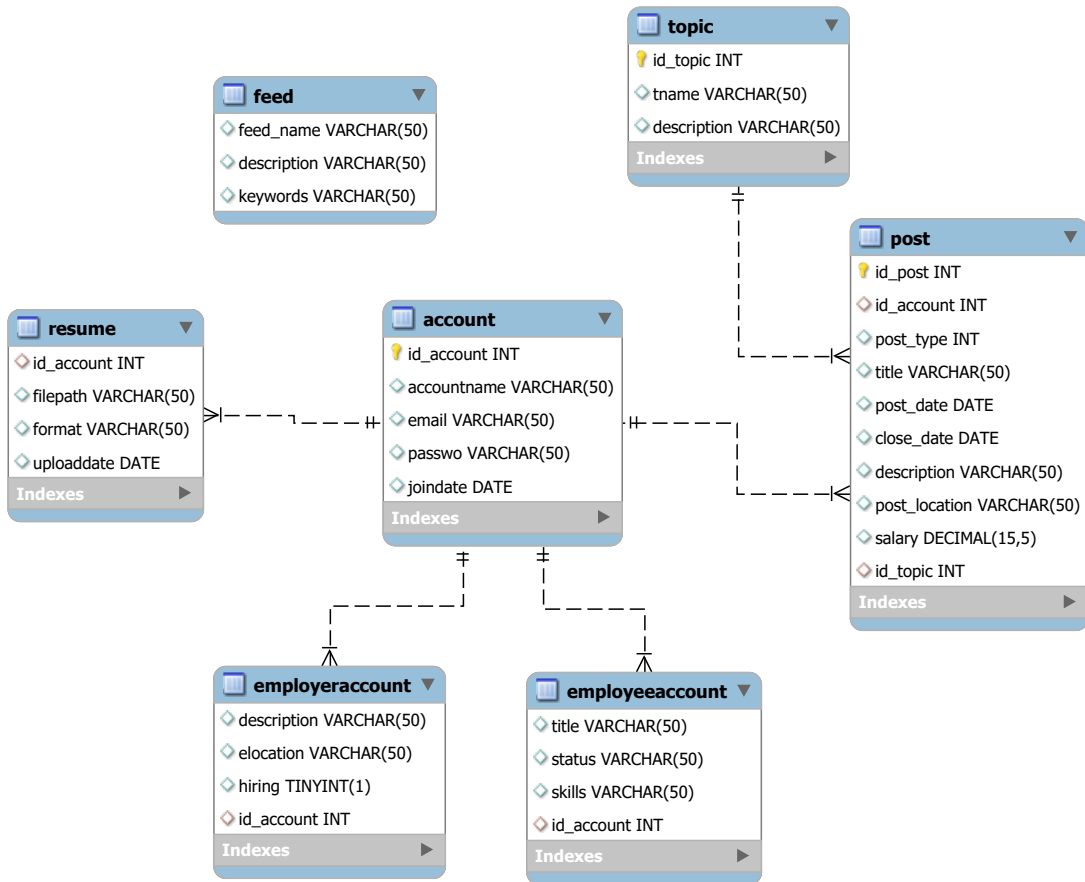 topic
id_topic INT
tname VARCHAR(50)
description VARCHAR(50)
Indexes
feed
feed_name VARCHAR(50)
description VARCHAR(50)
keywords VARCHAR(50)
post
id_post INT
id_account INT
post_type INT
title VARCHAR(50)
post_date DATE
close_date DATE
description VARCHAR(50)
post_location VARCHAR(50)
salary DECIMAL(15,5)
id_topic INT
Indexes
resume
id_account INT
filepath VARCHAR(50)
format VARCHAR(50)
uploaddate DATE
Indexes
account
id_account INT
accountname VARCHAR(50)
email VARCHAR(50)
passwo VARCHAR(50)
joindate DATE
Indexes
employeraccount
description VARCHAR(50)
elocation VARCHAR(50)
hiring TINYINT(1)
id_account INT
Indexes
employeeaccount
title VARCHAR(50)
status VARCHAR(50)
skills VARCHAR(50)
id_account INT
Indexes